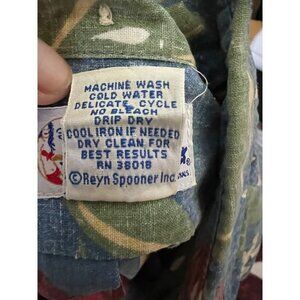 MACHINE WASH
COLD WATER
DELICATE CYCLE
NO BLEACH
DRIP DRY
COOL IRON IF NEEDED
DRY CLEAN FOR
BEST RESULTS
RN 38018
©Reyn Spooner Inc.